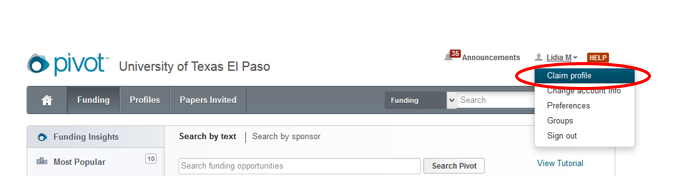 35 Announcements Lidia M HELP
pivot University of Texas El Paso
Claim profile
Change account info
Preferences
Groups
Sign out
Funding Profiles Papers Invited Funding Search
Funding Insights
Most Popular 10
Search by text | Search by sponsor
Search funding opportunities Search Pivot
View Tutorial